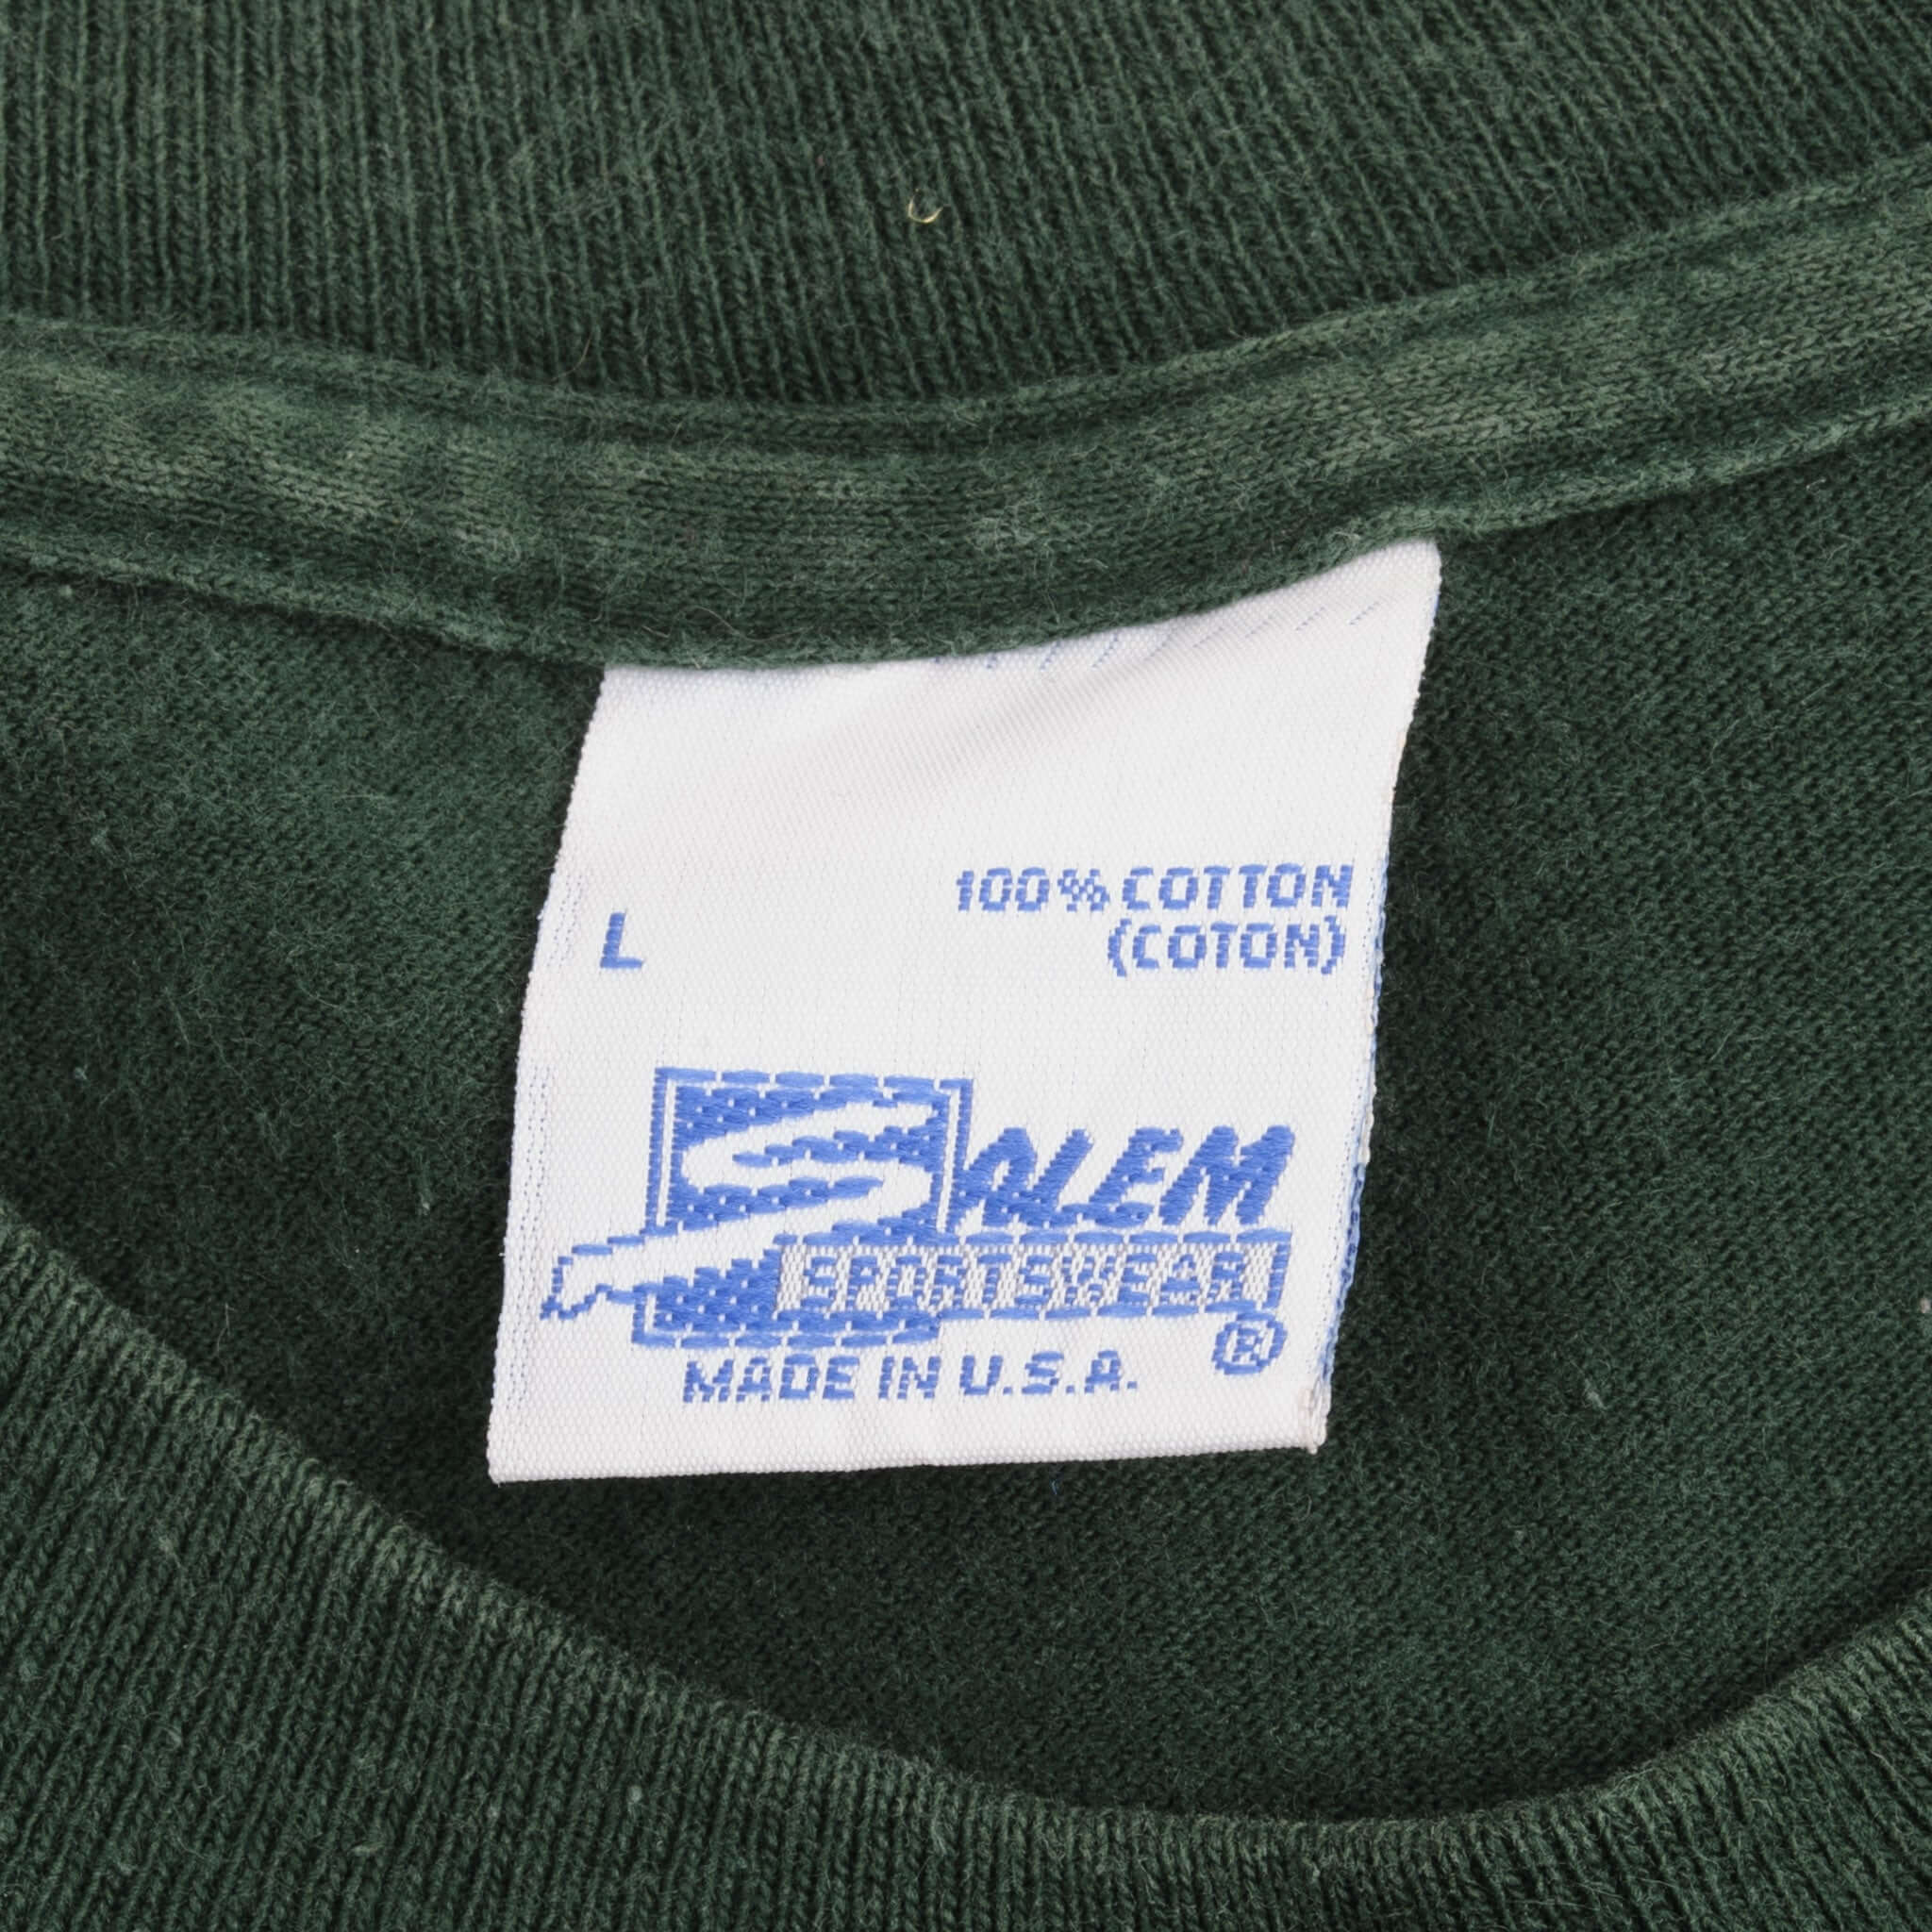 100% COTTON
L
(COTON)
SALEM
SPORTSWEAR
®
MADE IN U.S.A.